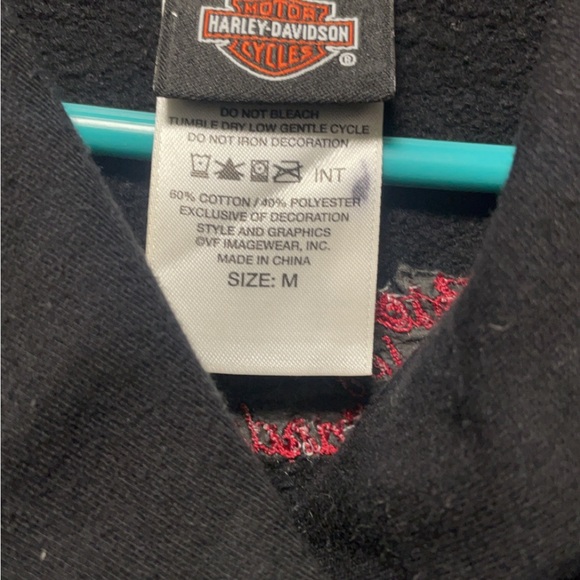 MOTOR
HARLEY-DAVIDSON
CYCLES
®
DO NOT BLEACH
TUMBLE DRY LOW GENTLE CYCLE
DO NOT IRON DECORATION
INT
60% COTTON / 40% POLYESTER
EXCLUSIVE OF DECORATION
STYLE AND GRAPHICS
©VF IMAGEWEAR, INC.
MADE IN CHINA
SIZE: M